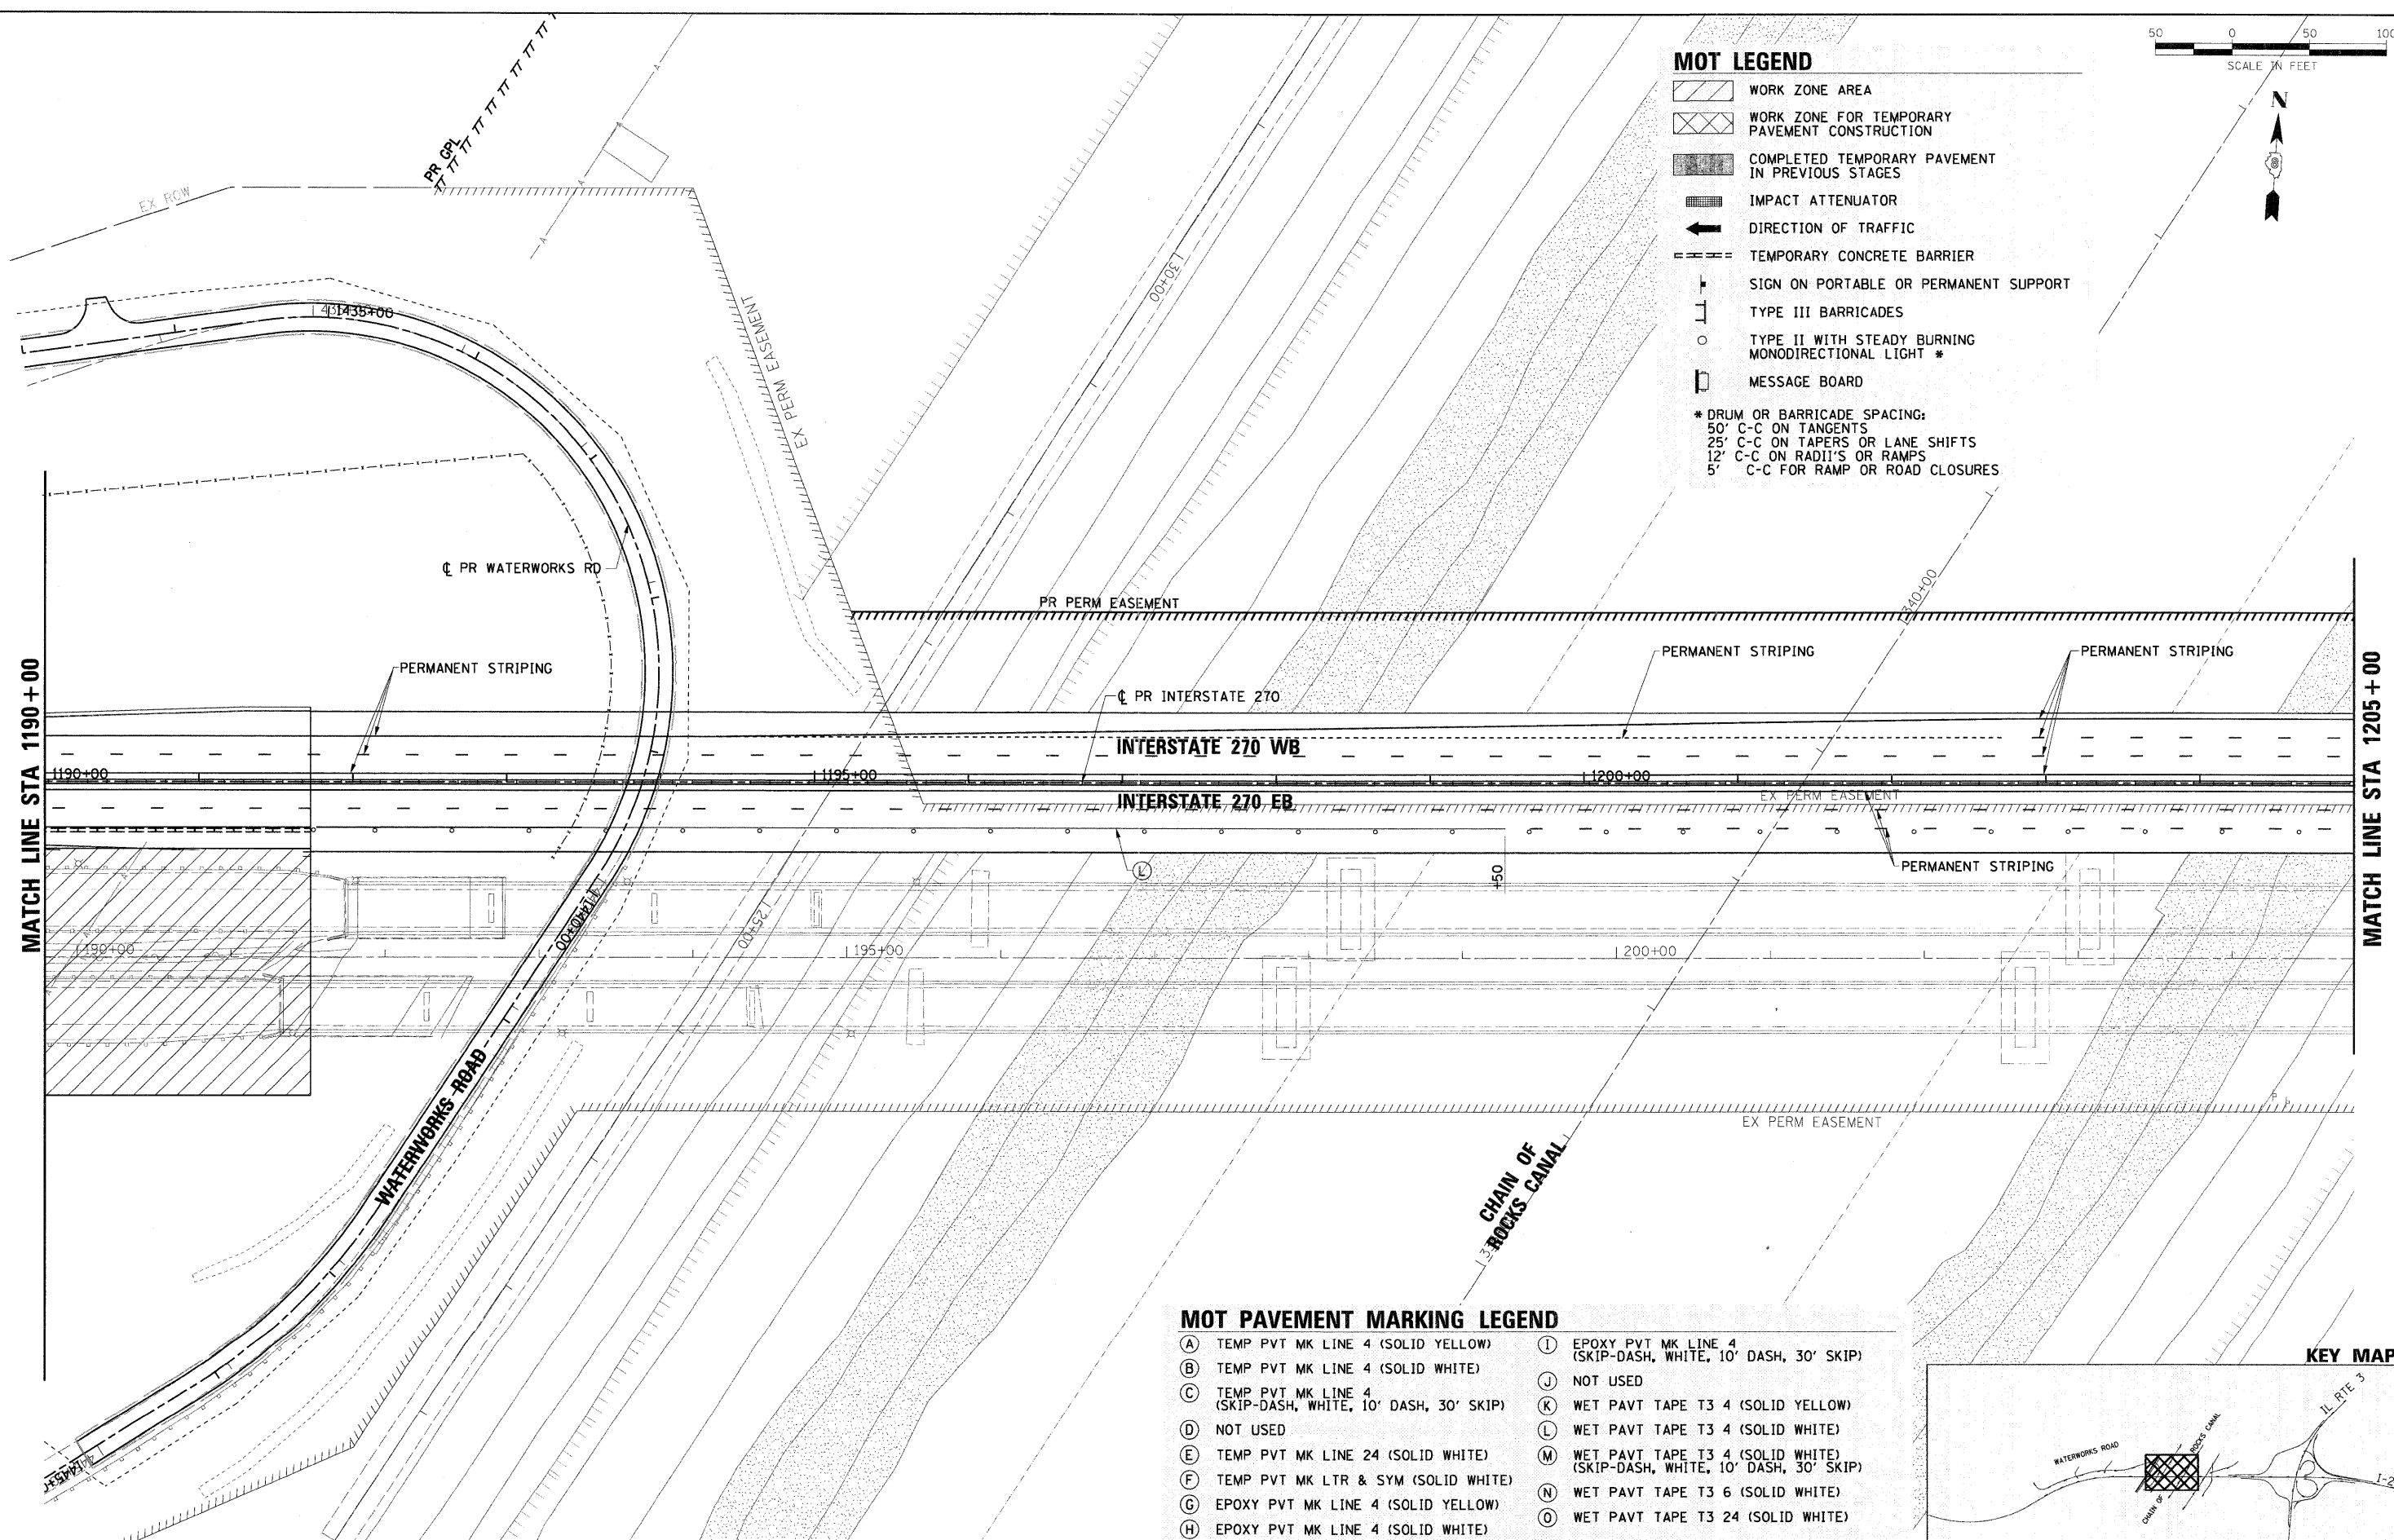 50 0 50 100
SCALE IN FEET
N
MOT LEGEND
WORK ZONE AREA
WORK ZONE FOR TEMPORARY
PAVEMENT CONSTRUCTION
COMPLETED TEMPORARY PAVEMENT
IN PREVIOUS STAGES
IMPACT ATTENUATOR
DIRECTION OF TRAFFIC
TEMPORARY CONCRETE BARRIER
SIGN ON PORTABLE OR PERMANENT SUPPORT
TYPE III BARRICADES
TYPE II WITH STEADY BURNING
MONODIRECTIONAL LIGHT *
MESSAGE BOARD
* DRUM OR BARRICADE SPACING:
50' C-C ON TANGENTS
25' C-C ON TAPERS OR LANE SHIFTS
12' C-C ON RADII'S OR RAMPS
5' C-C FOR RAMP OR ROAD CLOSURES
PR GPL
EX ROW
EX PERM EASEMENT
EX PERM EASEMENT
1435+00
130+00
340+00
℄ PR WATERWORKS RD
PR PERM EASEMENT
PERMANENT STRIPING
PERMANENT STRIPING
PERMANENT STRIPING
℄ PR INTERSTATE 270
MATCH LINE STA 1190+00
MATCH LINE STA 1205+00
INTERSTATE 270 WB
1190+00
1195+00
1200+00
INTERSTATE 270 EB
EX PERM EASEMENT
L
+50
PERMANENT STRIPING
1440+00
125+00
190+00
195+00
200+00
WATERWORKS ROAD
EX PERM EASEMENT
CHAIN OF
ROCKS CANAL
MOT PAVEMENT MARKING LEGEND
A TEMP PVT MK LINE 4 (SOLID YELLOW)
B TEMP PVT MK LINE 4 (SOLID WHITE)
C TEMP PVT MK LINE 4
(SKIP-DASH, WHITE, 10' DASH, 30' SKIP)
D NOT USED
E TEMP PVT MK LINE 24 (SOLID WHITE)
F TEMP PVT MK LTR & SYM (SOLID WHITE)
G EPOXY PVT MK LINE 4 (SOLID YELLOW)
H EPOXY PVT MK LINE 4 (SOLID WHITE)
I EPOXY PVT MK LINE 4
(SKIP-DASH, WHITE, 10' DASH, 30' SKIP)
J NOT USED
K WET PAVT TAPE T3 4 (SOLID YELLOW)
L WET PAVT TAPE T3 4 (SOLID WHITE)
M WET PAVT TAPE T3 4 (SOLID WHITE)
(SKIP-DASH, WHITE, 10' DASH, 30' SKIP)
N WET PAVT TAPE T3 6 (SOLID WHITE)
O WET PAVT TAPE T3 24 (SOLID WHITE)
KEY MAP
IL RTE 3
WATERWORKS ROAD
CHAIN OF
ROCKS CANAL